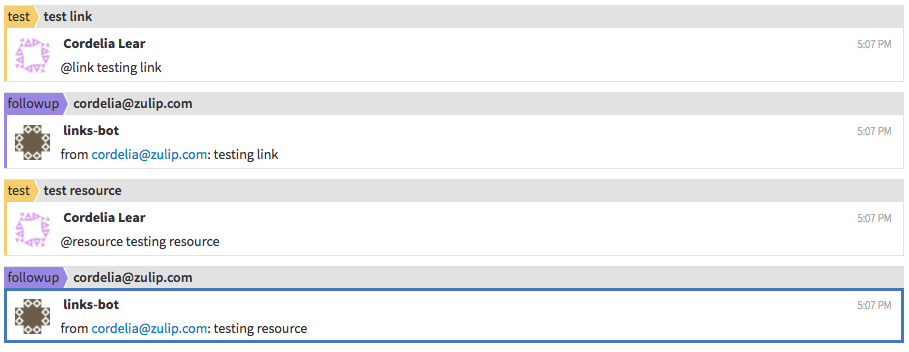 test test link
Cordelia Lear 5:07 PM
@link testing link
followup cordelia@zulip.com
links-bot 5:07 PM
from cordelia@zulip.com: testing link
test test resource
Cordelia Lear 5:07 PM
@resource testing resource
followup cordelia@zulip.com
links-bot 5:07 PM
from cordelia@zulip.com: testing resource